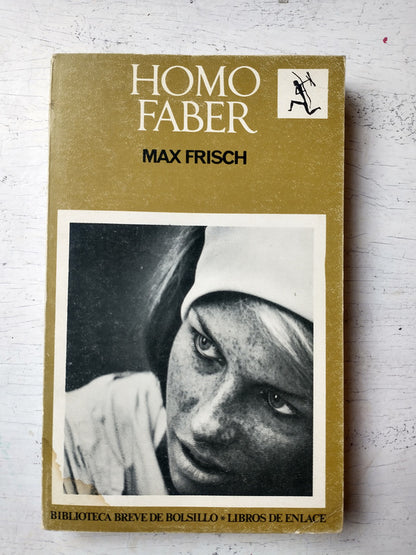 HOMO
FABER
MAX FRISCH
BIBLIOTECA BREVE DE BOLSILLO • LIBROS DE ENLACE